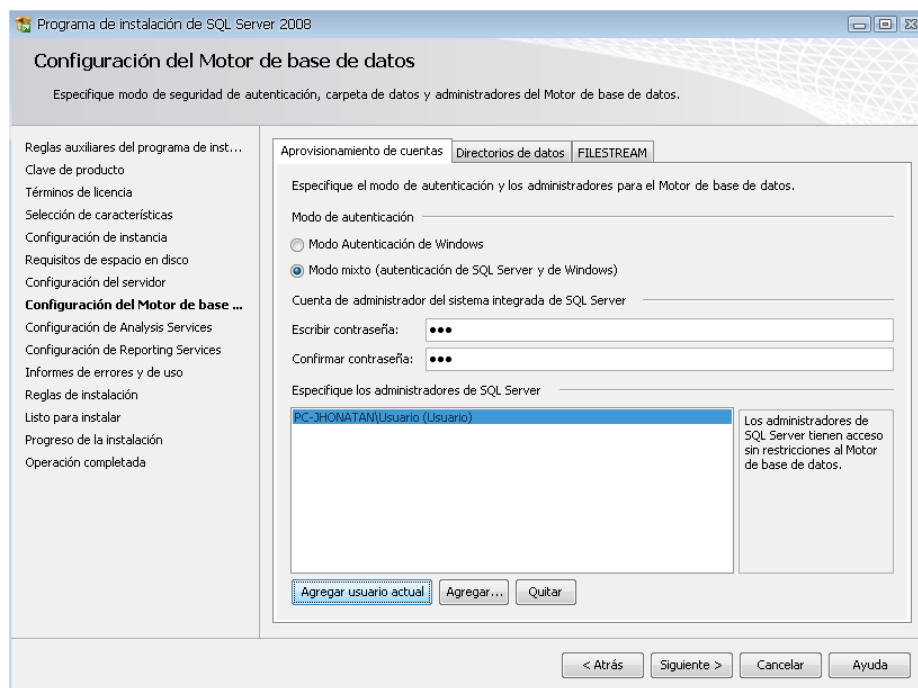 Programa de instalación de SQL Server 2008
Configuración del Motor de base de datos
Especifique modo de seguridad de autenticación, carpeta de datos y administradores del Motor de base de datos.
Reglas auxiliares del programa de inst...
Clave de producto
Términos de licencia
Selección de características
Configuración de instancia
Requisitos de espacio en disco
Configuración del servidor
Configuración del Motor de base ...
Configuración de Analysis Services
Configuración de Reporting Services
Informes de errores y de uso
Reglas de instalación
Listo para instalar
Progreso de la instalación
Operación completada
Aprovisionamiento de cuentas
Directorios de datos
FILESTREAM
Especifique el modo de autenticación y los administradores para el Motor de base de datos.
Modo de autenticación
Modo Autenticación de Windows
Modo mixto (autenticación de SQL Server y de Windows)
Cuenta de administrador del sistema integrada de SQL Server
Escribir contraseña: ●●●
Confirmar contraseña: ●●●
Especifique los administradores de SQL Server
PC-JHONATAN\Usuario (Usuario)
Los administradores de
SQL Server tienen acceso
sin restricciones al Motor
de base de datos.
Agregar usuario actual
Agregar...
Quitar
< Atrás
Siguiente >
Cancelar
Ayuda